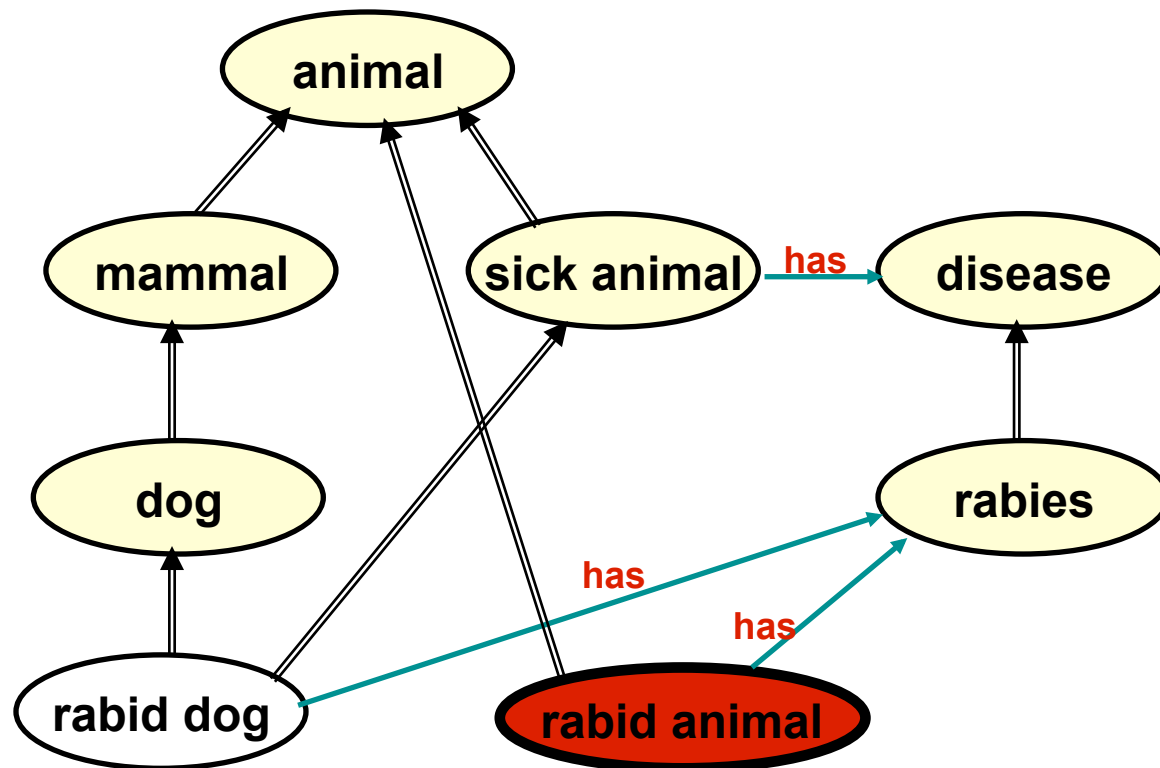 animal
mammal
sick animal
has
disease
dog
rabies
has
has
rabid dog
rabid animal